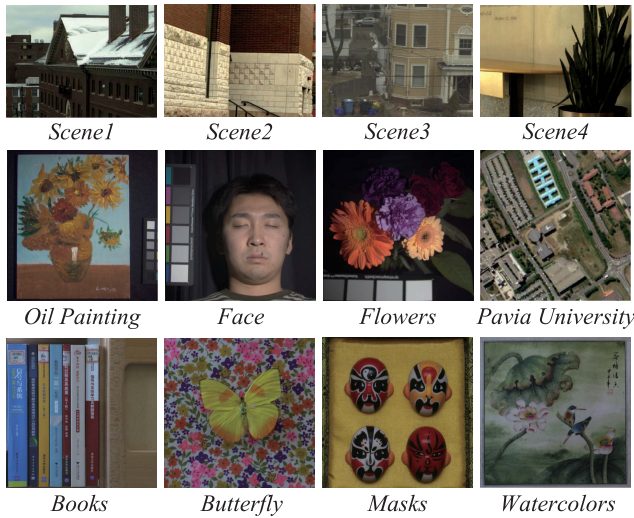 Scene1
Scene2
Scene3
Scene4
Oil Painting
Face
Flowers
Pavia University
Books
Butterfly
Masks
Watercolors